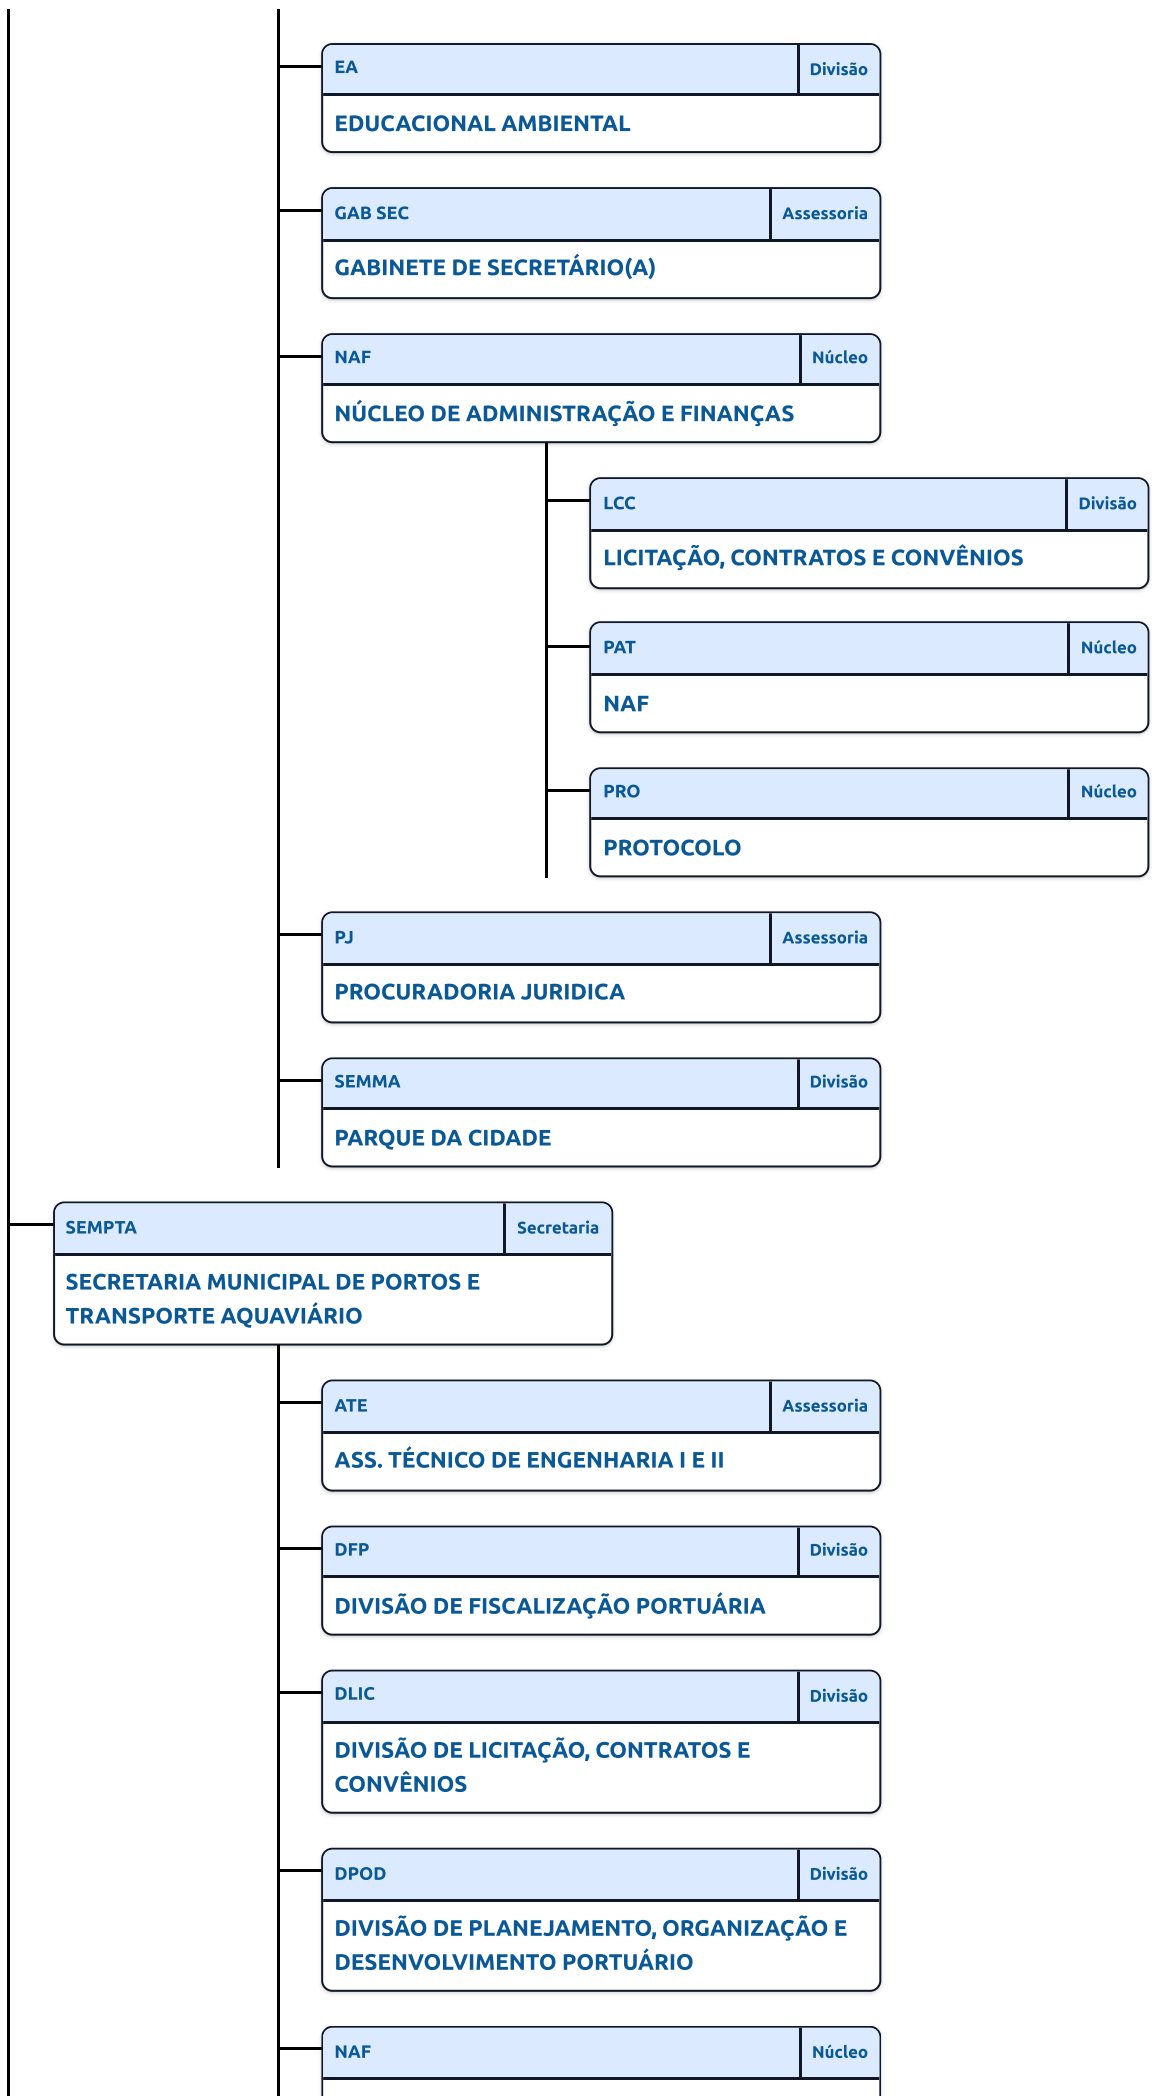 EA Divisão
EDUCACIONAL AMBIENTAL
GAB SEC Assessoria
GABINETE DE SECRETÁRIO(A)
NAF Núcleo
NÚCLEO DE ADMINISTRAÇÃO E FINANÇAS
LCC Divisão
LICITAÇÃO, CONTRATOS E CONVÊNIOS
PAT Núcleo
NAF
PRO Núcleo
PROTOCOLO
PJ Assessoria
PROCURADORIA JURIDICA
SEMMA Divisão
PARQUE DA CIDADE
SEMPTA Secretaria
SECRETARIA MUNICIPAL DE PORTOS E
TRANSPORTE AQUAVIÁRIO
ATE Assessoria
ASS. TÉCNICO DE ENGENHARIA I E II
DFP Divisão
DIVISÃO DE FISCALIZAÇÃO PORTUÁRIA
DLIC Divisão
DIVISÃO DE LICITAÇÃO, CONTRATOS E
CONVÊNIOS
DPOD Divisão
DIVISÃO DE PLANEJAMENTO, ORGANIZAÇÃO E
DESENVOLVIMENTO PORTUÁRIO
NAF Núcleo